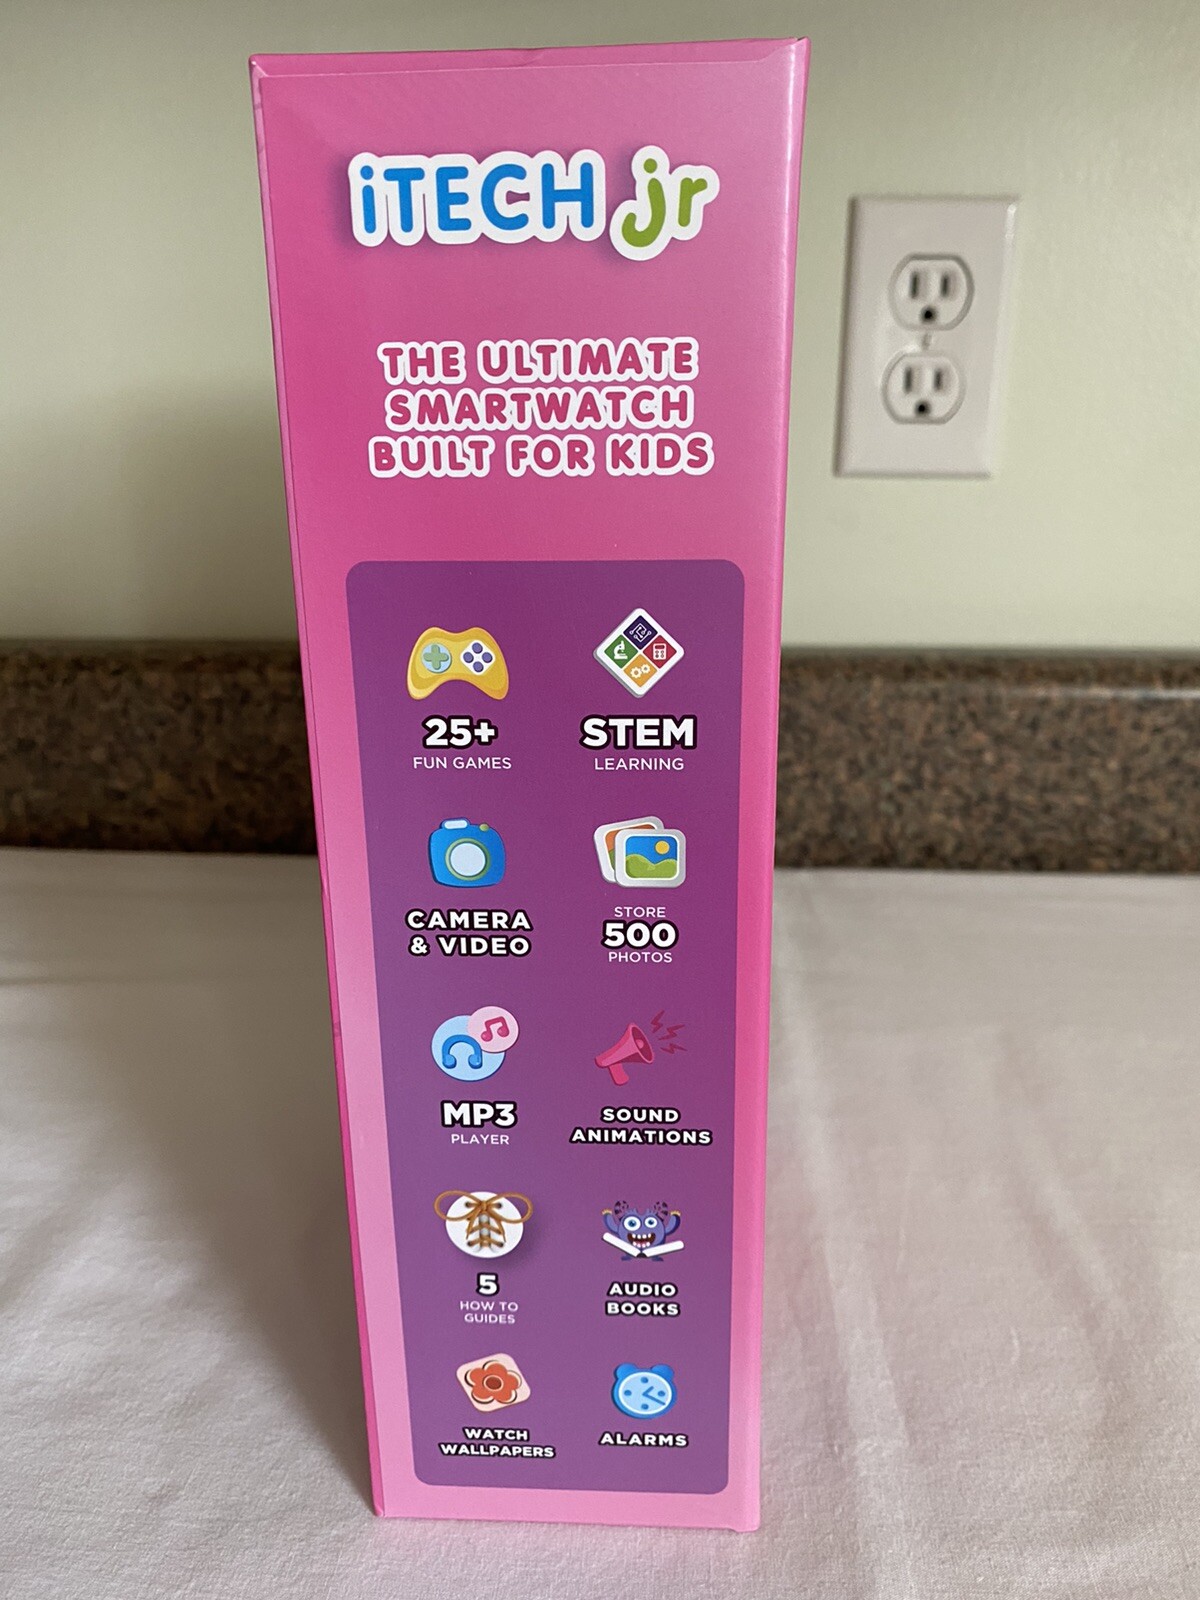 iTECH jr
THE ULTIMATE
SMARTWATCH
BUILT FOR KIDS
25+
FUN GAMES
STEM
LEARNING
CAMERA
& VIDEO
STORE
500
PHOTOS
MP3
PLAYER
SOUND
ANIMATIONS
5
HOW TO
GUIDES
AUDIO
BOOKS
WATCH
WALLPAPERS
ALARMS